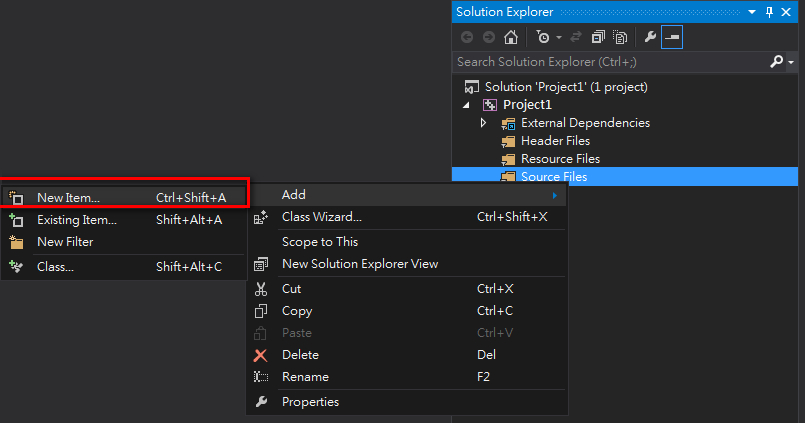 Solution Explorer
Search Solution Explorer (Ctrl+;)
Solution 'Project1' (1 project)
Project1
External Dependencies
Header Files
Resource Files
Source Files
Add
Class Wizard... Ctrl+Shift+X
Scope to This
New Solution Explorer View
Cut Ctrl+X
Copy Ctrl+C
Paste Ctrl+V
Delete Del
Rename F2
Properties
New Item... Ctrl+Shift+A
Existing Item... Shift+Alt+A
New Filter
Class... Shift+Alt+C